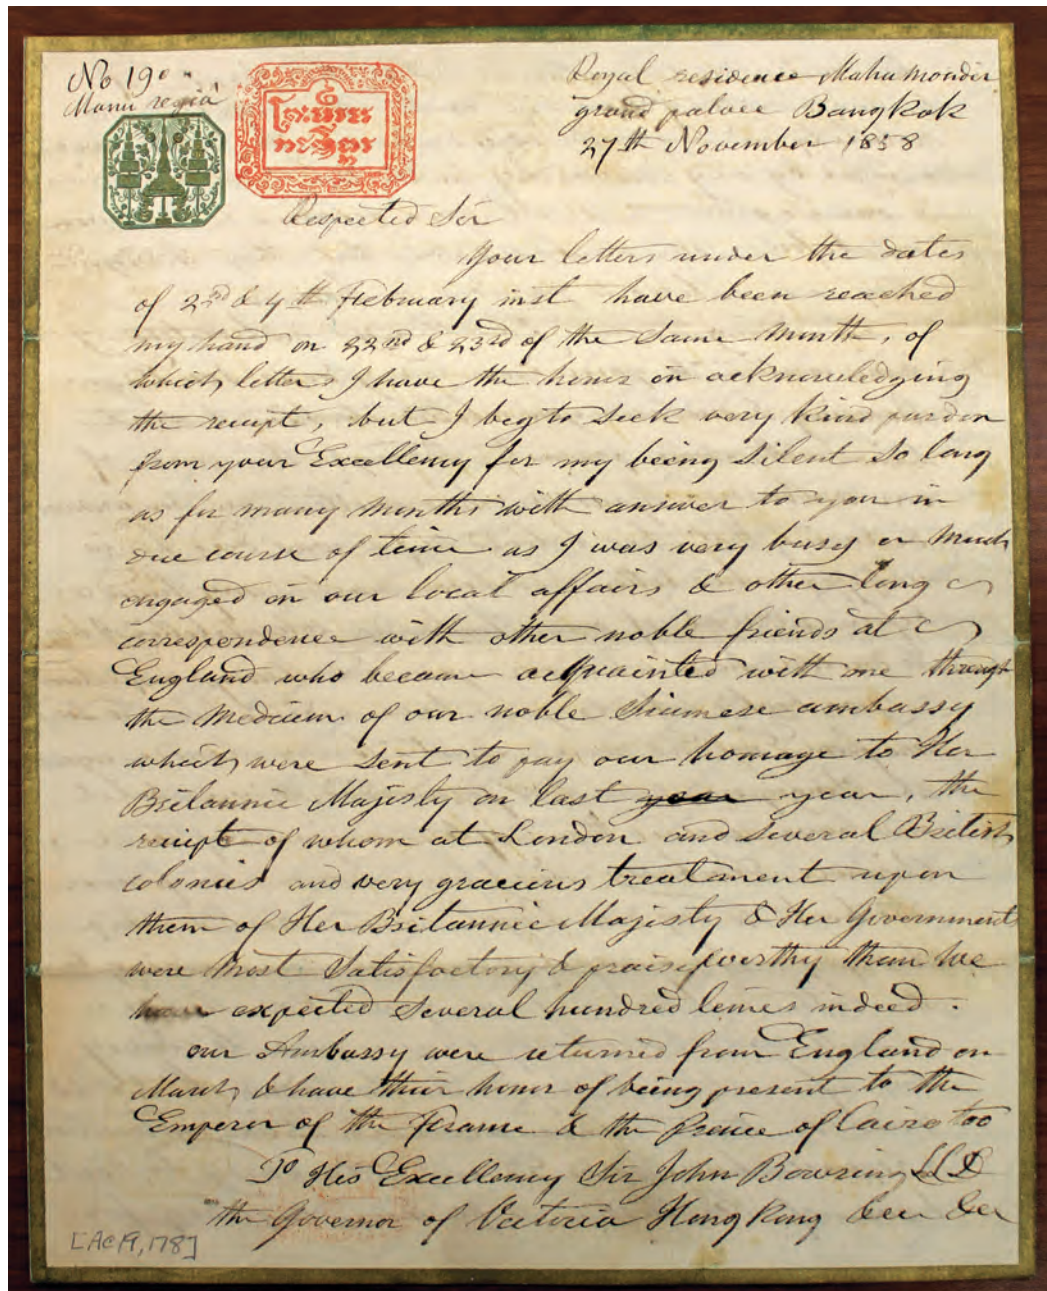 No 190
Manu regiâ
Royal residence Maha Mondir
grand palace Bangkok
27th November 1858
Respected Sir
Your letters under the dates
of 2nd & 4th February inst have been reached
my hand on 22nd & 23rd of the same month, of
which letters I have the honor in acknowledging
the receipt, but I beg to seek very kind pardon
from your Excellency for my being silent so long
as for many months with answer to you in
due course of time as I was very busy or much
engaged in our local affairs & other long
correspondence with other noble friends at
England who became acquainted with me through
the medium of our noble Siamese ambassy
which were sent to pay our homage to Her
Britannic Majesty on last year year, the
receipt of whom at London and several British
colonies and very gracious treatment upon
them of Her Britannic Majesty & Her Government
were most satisfactory & praiseworthy than we
have expected several hundred times indeed.
our Ambassy were returned from England on
March & have their honor of being present to the
Emperor of the France & the Prince of Cairo too
To His Excellency Sir John Bowring LLD
the Governor of Victoria Hong Kong &cc &cc
[AC19,178]